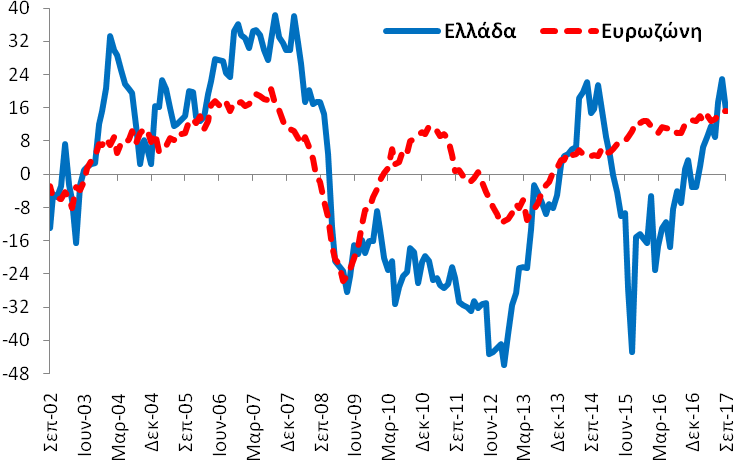 40
32
24
16
8
0
-8
-16
-24
-32
-40
-48
Ελλάδα Ευρωζώνη
Σεπ-02
Ιουν-03
Μαρ-04
Δεκ-04
Σεπ-05
Ιουν-06
Μαρ-07
Δεκ-07
Σεπ-08
Ιουν-09
Μαρ-10
Δεκ-10
Σεπ-11
Ιουν-12
Μαρ-13
Δεκ-13
Σεπ-14
Ιουν-15
Μαρ-16
Δεκ-16
Σεπ-17